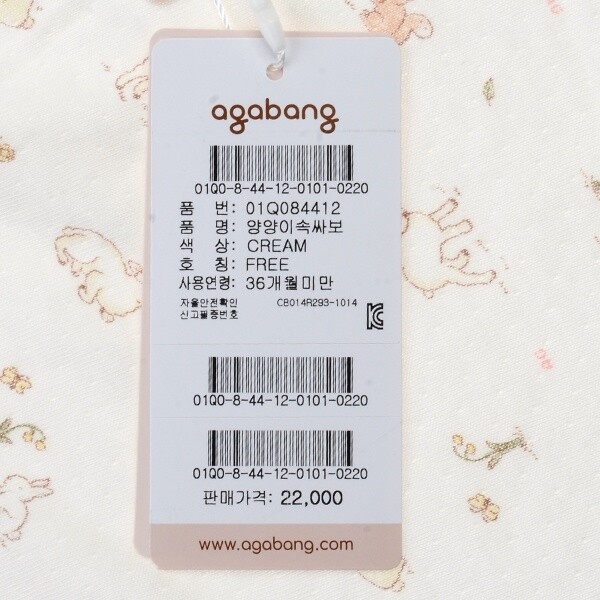 agabang
01Q0-8-44-12-0101-0220
품 번: 01Q084412
품 명: 양양이속싸보
색 상: CREAM
호 칭: FREE
사용연령: 36개월미만
자율안전확인 CB014R293-1014
신고필증번호
01Q0-8-44-12-0101-0220
01Q0-8-44-12-0101-0220
판매가격: 22,000
www.agabang.com